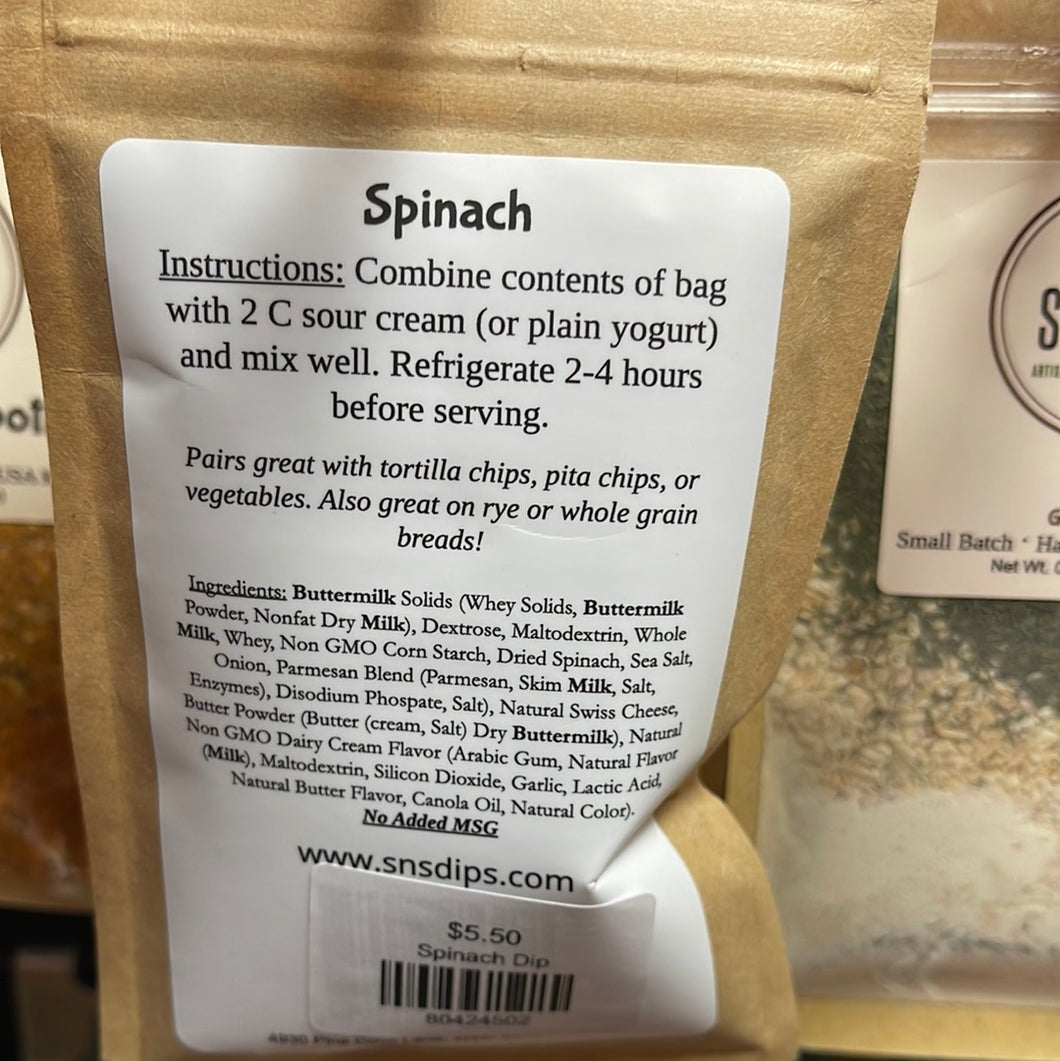 Spinach
Instructions: Combine contents of bag
with 2 C sour cream (or plain yogurt)
and mix well. Refrigerate 2-4 hours
before serving.
Pairs great with tortilla chips, pita chips, or
vegetables. Also great on rye or whole grain
breads!
Ingredients: Buttermilk Solids (Whey Solids, Buttermilk
Powder, Nonfat Dry Milk), Dextrose, Maltodextrin, Whole
Milk, Whey, Non GMO Corn Starch, Dried Spinach, Sea Salt,
Onion, Parmesan Blend (Parmesan, Skim Milk, Salt,
Enzymes), Disodium Phospate, Salt), Natural Swiss Cheese,
Butter Powder (Butter (cream, Salt) Dry Buttermilk), Natural
Non GMO Dairy Cream Flavor (Arabic Gum, Natural Flavor
(Milk), Maltodextrin, Silicon Dioxide, Garlic, Lactic Acid,
Natural Butter Flavor, Canola Oil, Natural Color).
No Added MSG
www.snsdips.com
$5.50
Spinach Dip
80424502
Small Batch · Ha
Net Wt.